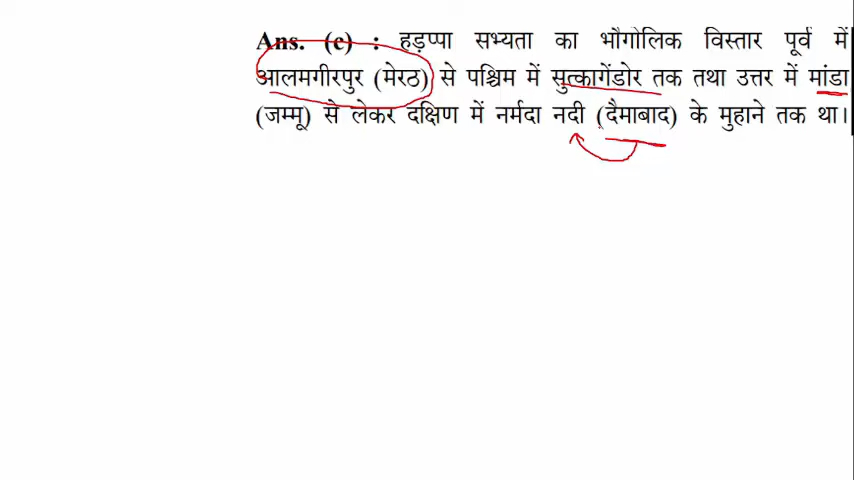 Ans. (c) : हड़प्पा सभ्यता का भौगोलिक विस्तार पूर्व में
आलमगीरपुर (मेरठ) से पश्चिम में सुत्कागेंडोर तक तथा उत्तर में मांडा
(जम्मू) से लेकर दक्षिण में नर्मदा नदी (दैमाबाद) के मुहाने तक था।